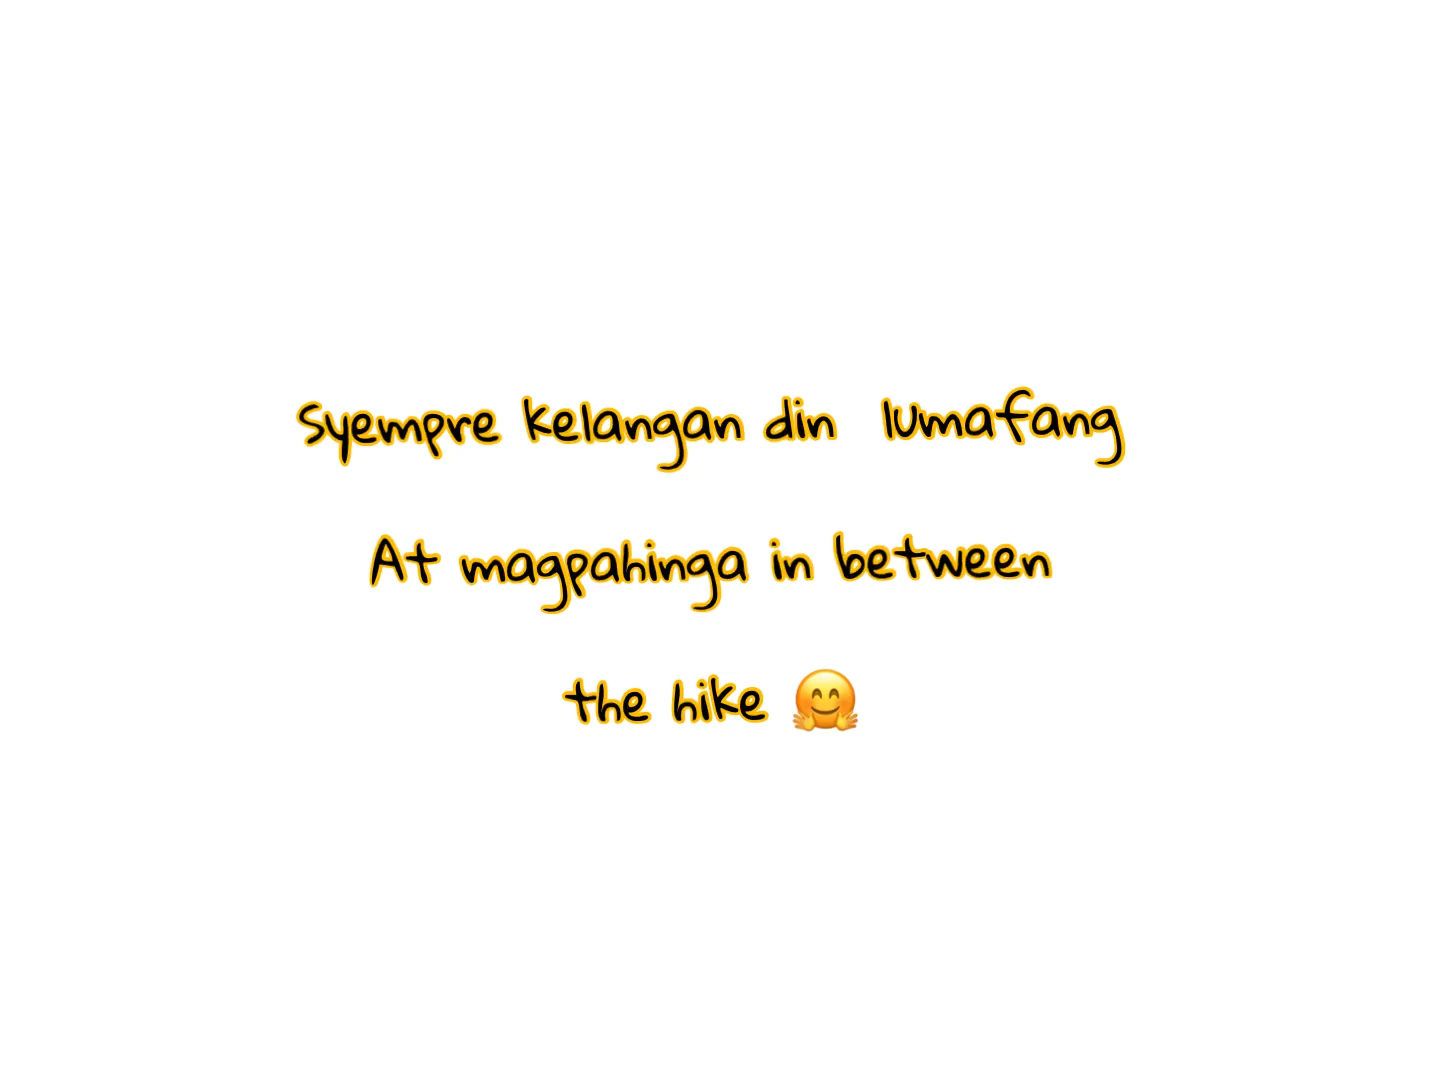 Syempre kelangan din lumafang
At magpahinga in between
the hike 🤗